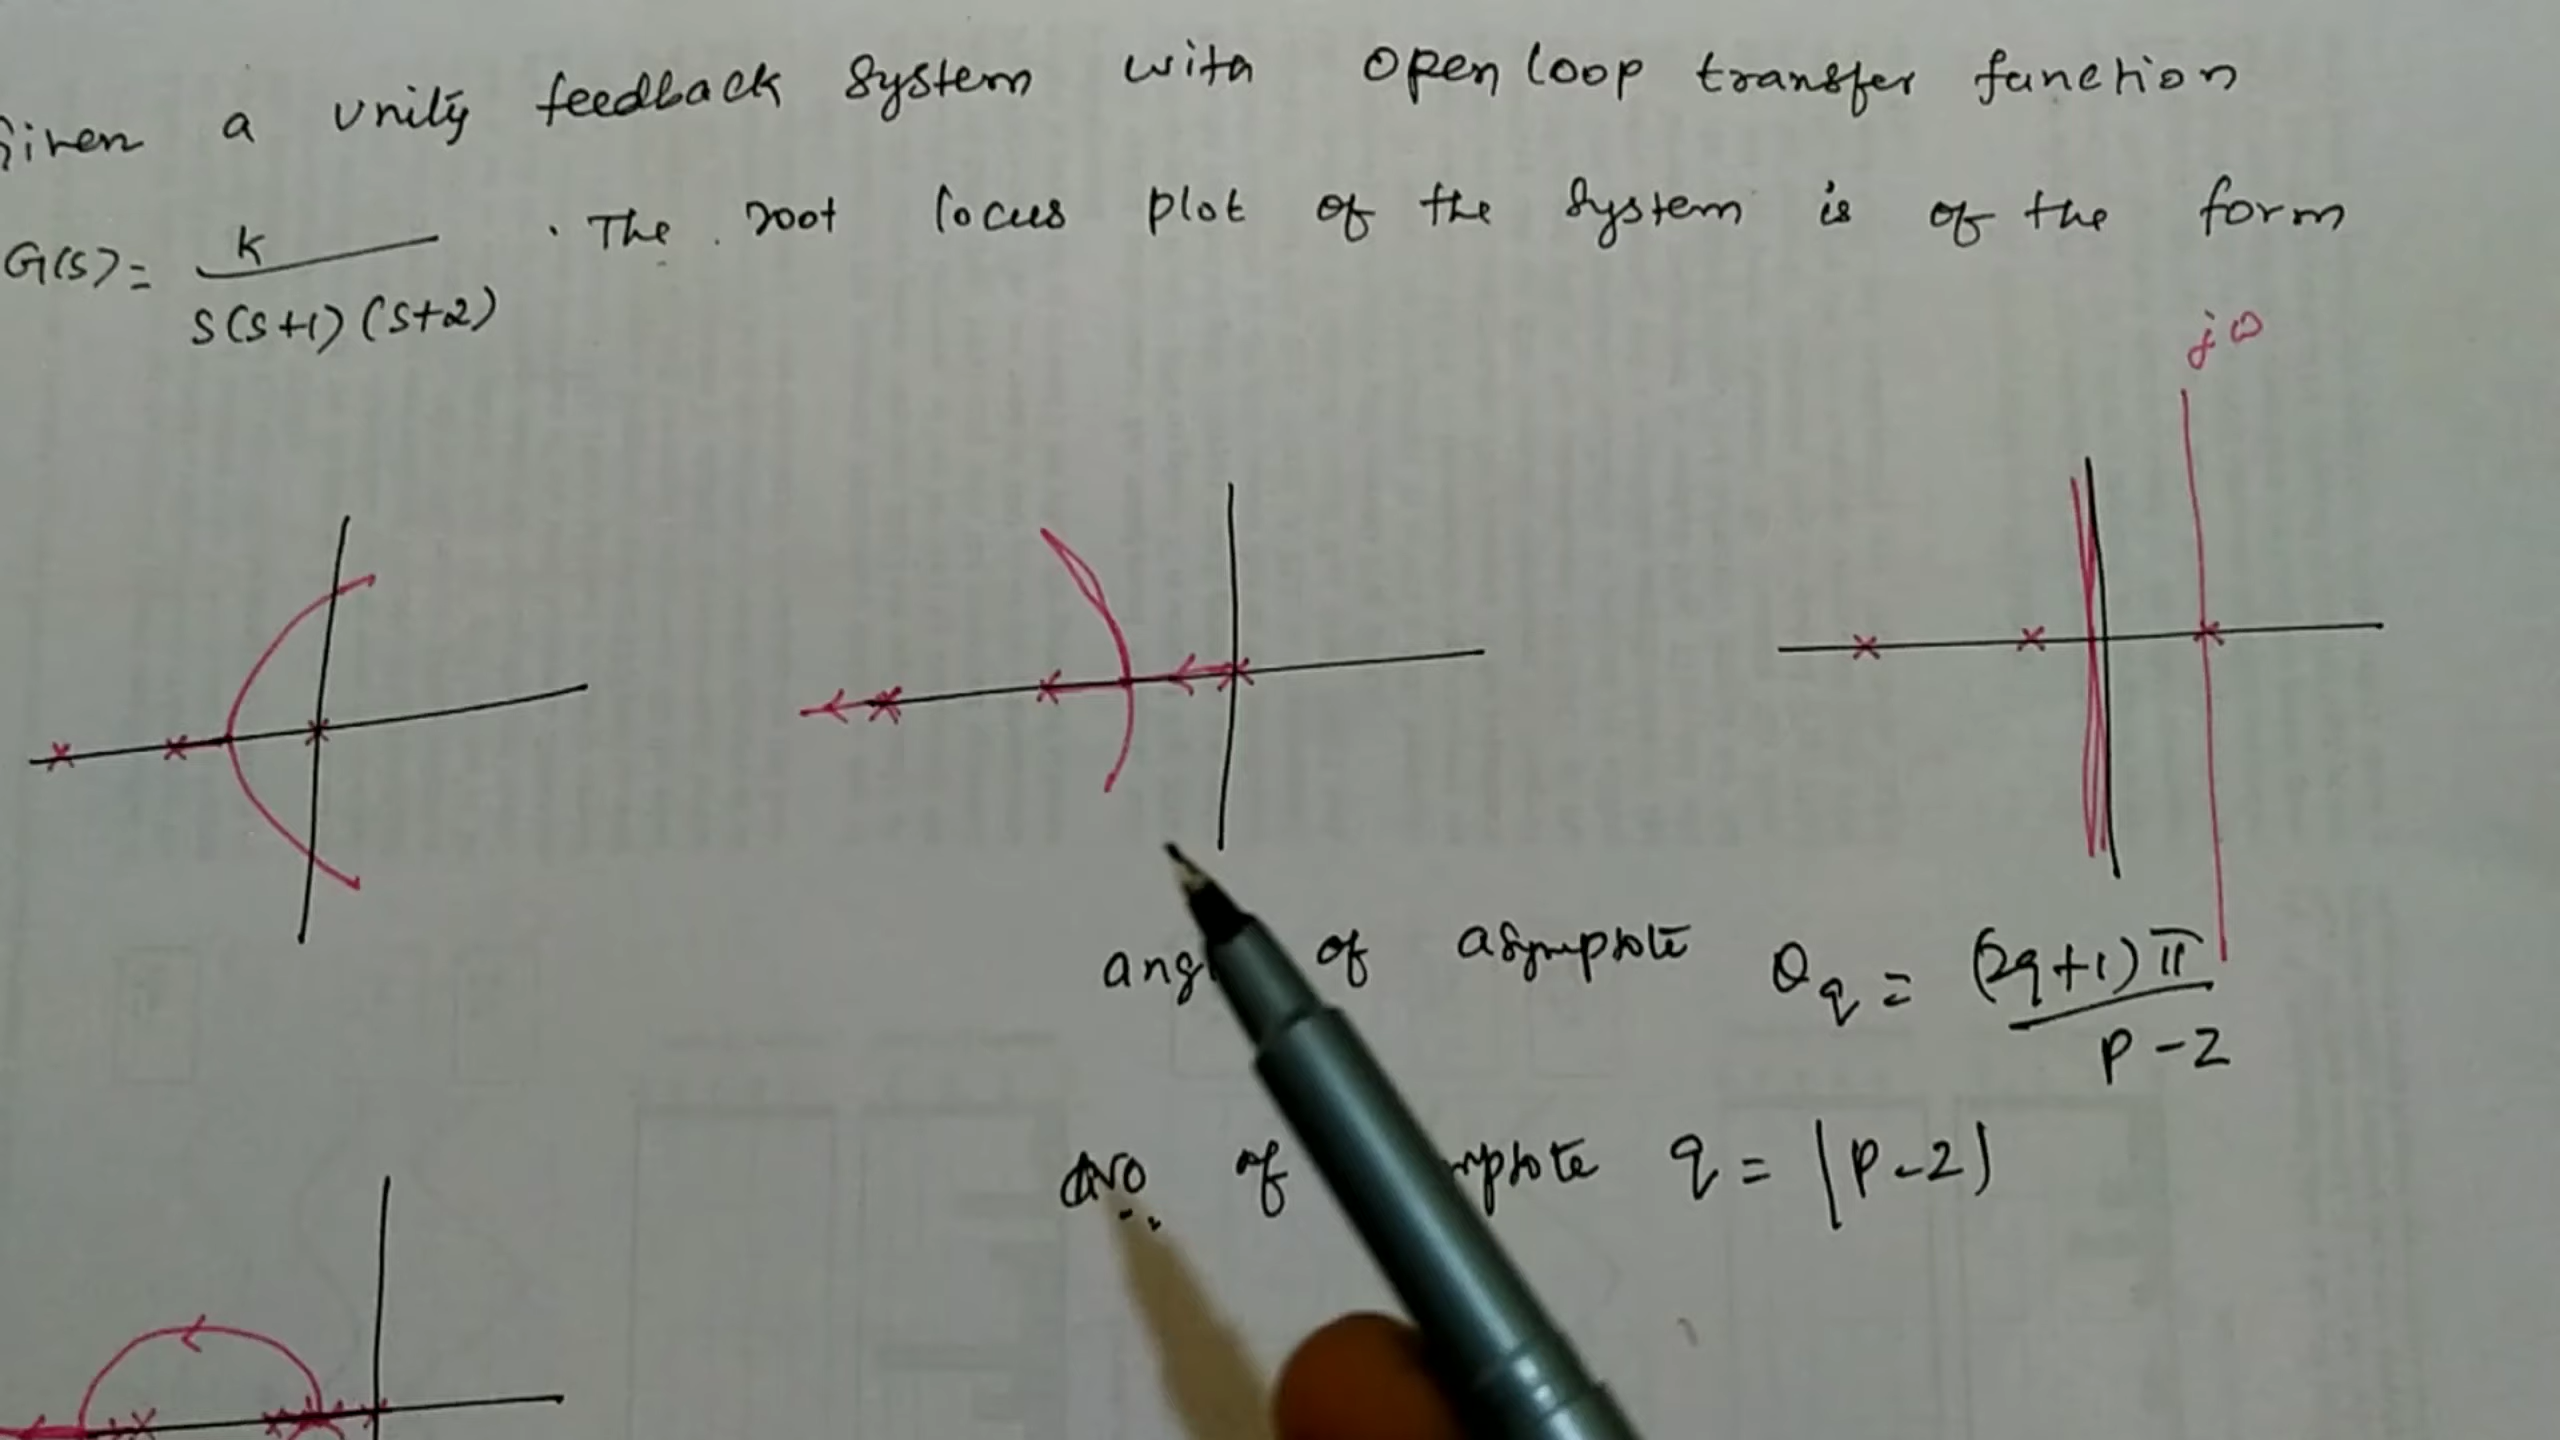 Given a unity feedback system with open loop transfer function
G(s) = K / s(s+1)(s+2) . The root locus plot of the system is of the form
jω
of asymptote θq = (2q+1)π / P-Z
No. of q = |P-Z|